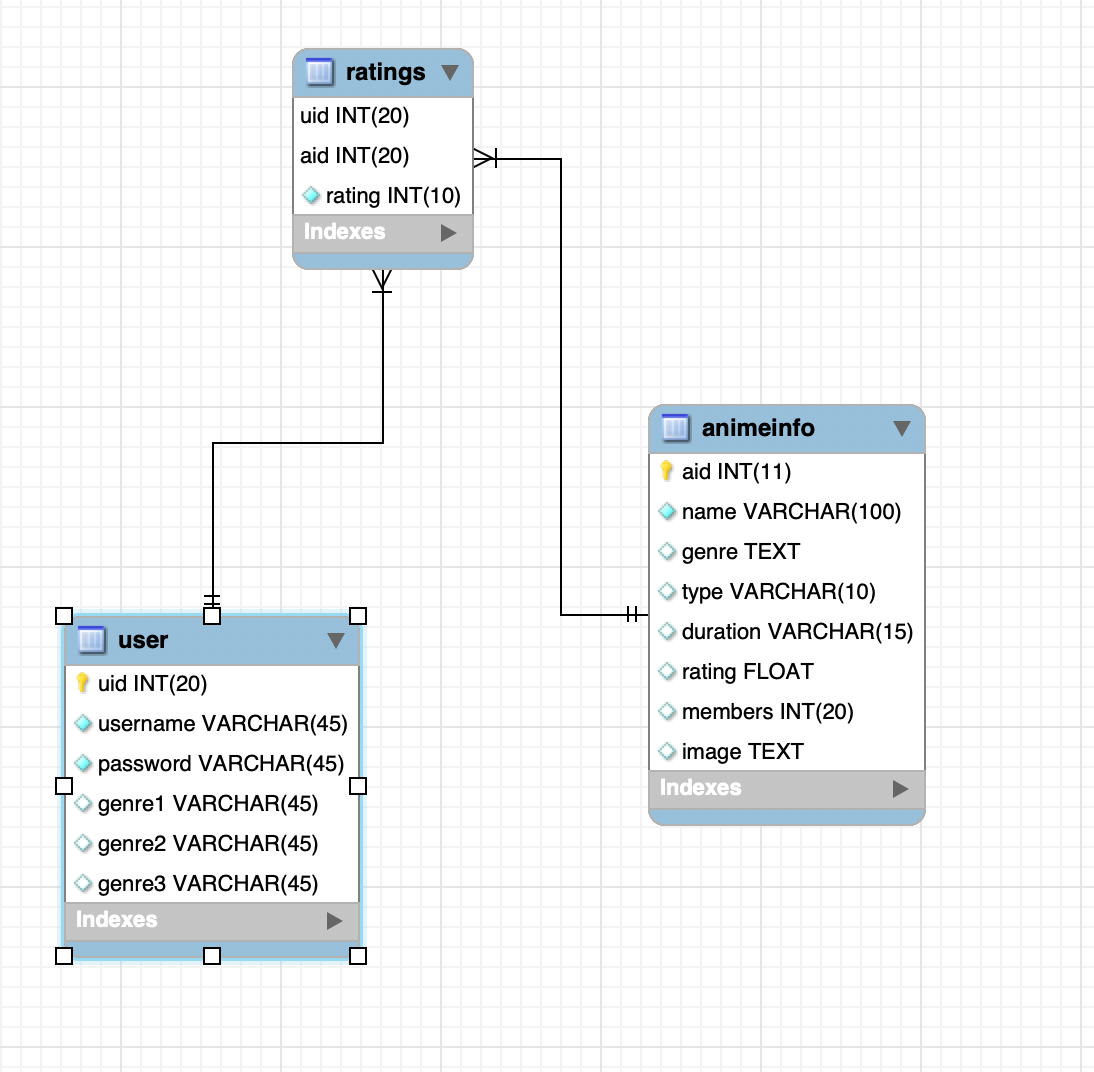 ratings
uid INT(20)
aid INT(20)
rating INT(10)
Indexes
animeinfo
aid INT(11)
name VARCHAR(100)
genre TEXT
type VARCHAR(10)
duration VARCHAR(15)
rating FLOAT
members INT(20)
image TEXT
Indexes
user
uid INT(20)
username VARCHAR(45)
password VARCHAR(45)
genre1 VARCHAR(45)
genre2 VARCHAR(45)
genre3 VARCHAR(45)
Indexes